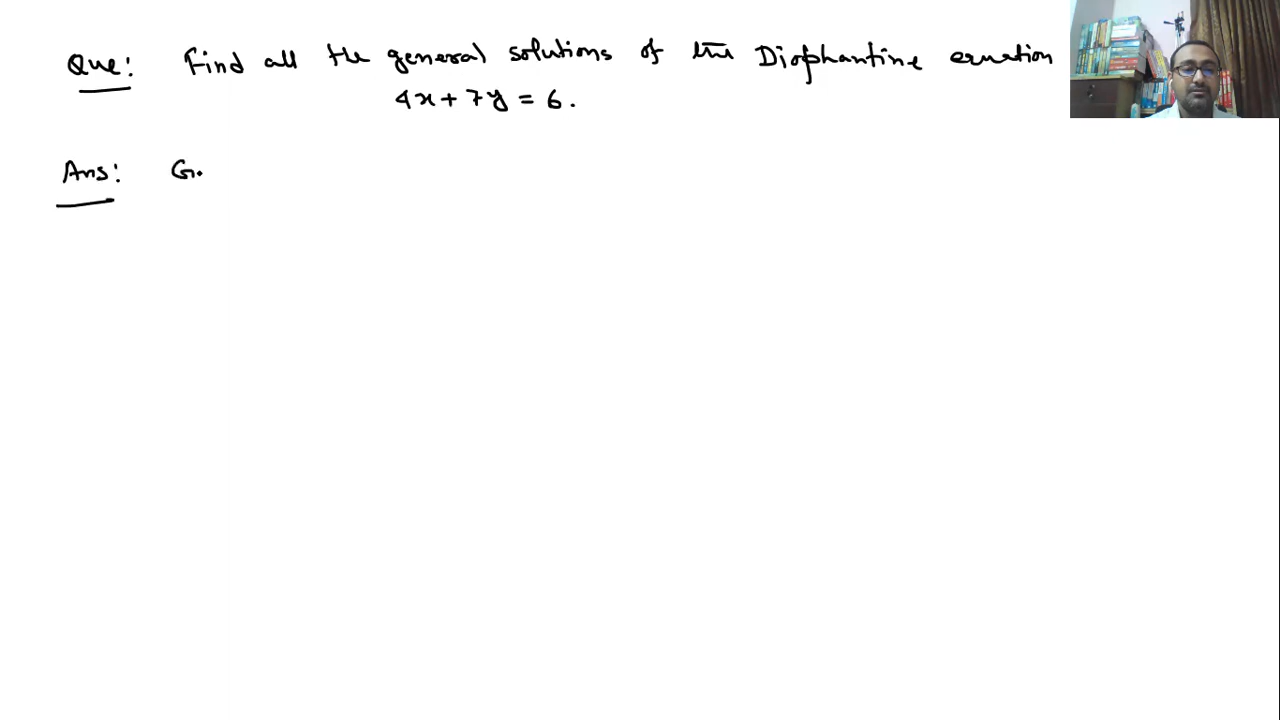 Que: Find all the general solutions of the Diophantine equation
4x + 7y = 6.
Ans: G.